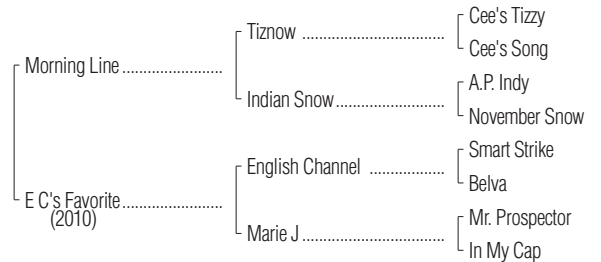 Cee's Tizzy
Tiznow ........................................
Cee's Song
Morning Line ............................
A.P. Indy
Indian Snow ..............................
November Snow
Smart Strike
English Channel .....................
Belva
E C's Favorite ............................
(2010)
Mr. Prospector
Marie J ........................................
In My Cap